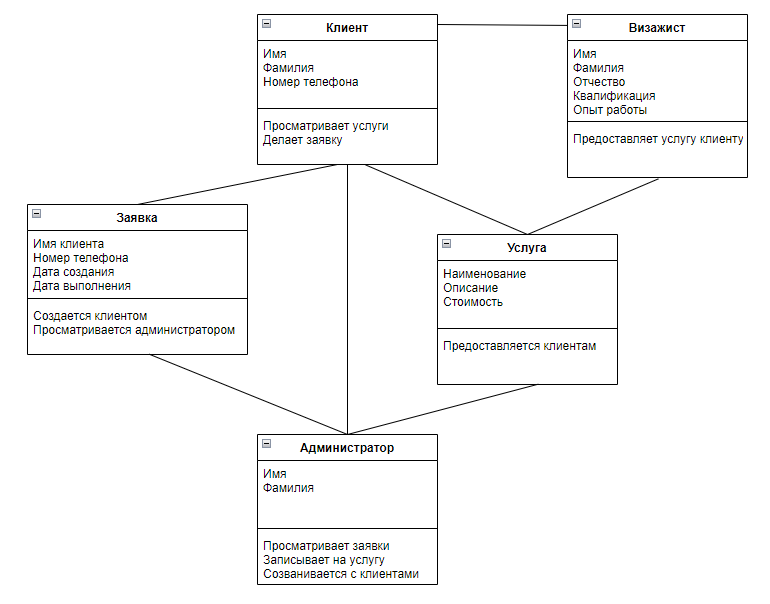 Клиент
Имя
Фамилия
Номер телефона
Просматривает услуги
Делает заявку
Визажист
Имя
Фамилия
Отчество
Квалификация
Опыт работы
Предоставляет услугу клиенту
Заявка
Имя клиента
Номер телефона
Дата создания
Дата выполнения
Создается клиентом
Просматривается администратором
Услуга
Наименование
Описание
Стоимость
Предоставляется клиентам
Администратор
Имя
Фамилия
Просматривает заявки
Записывает на услугу
Созванивается с клиентами